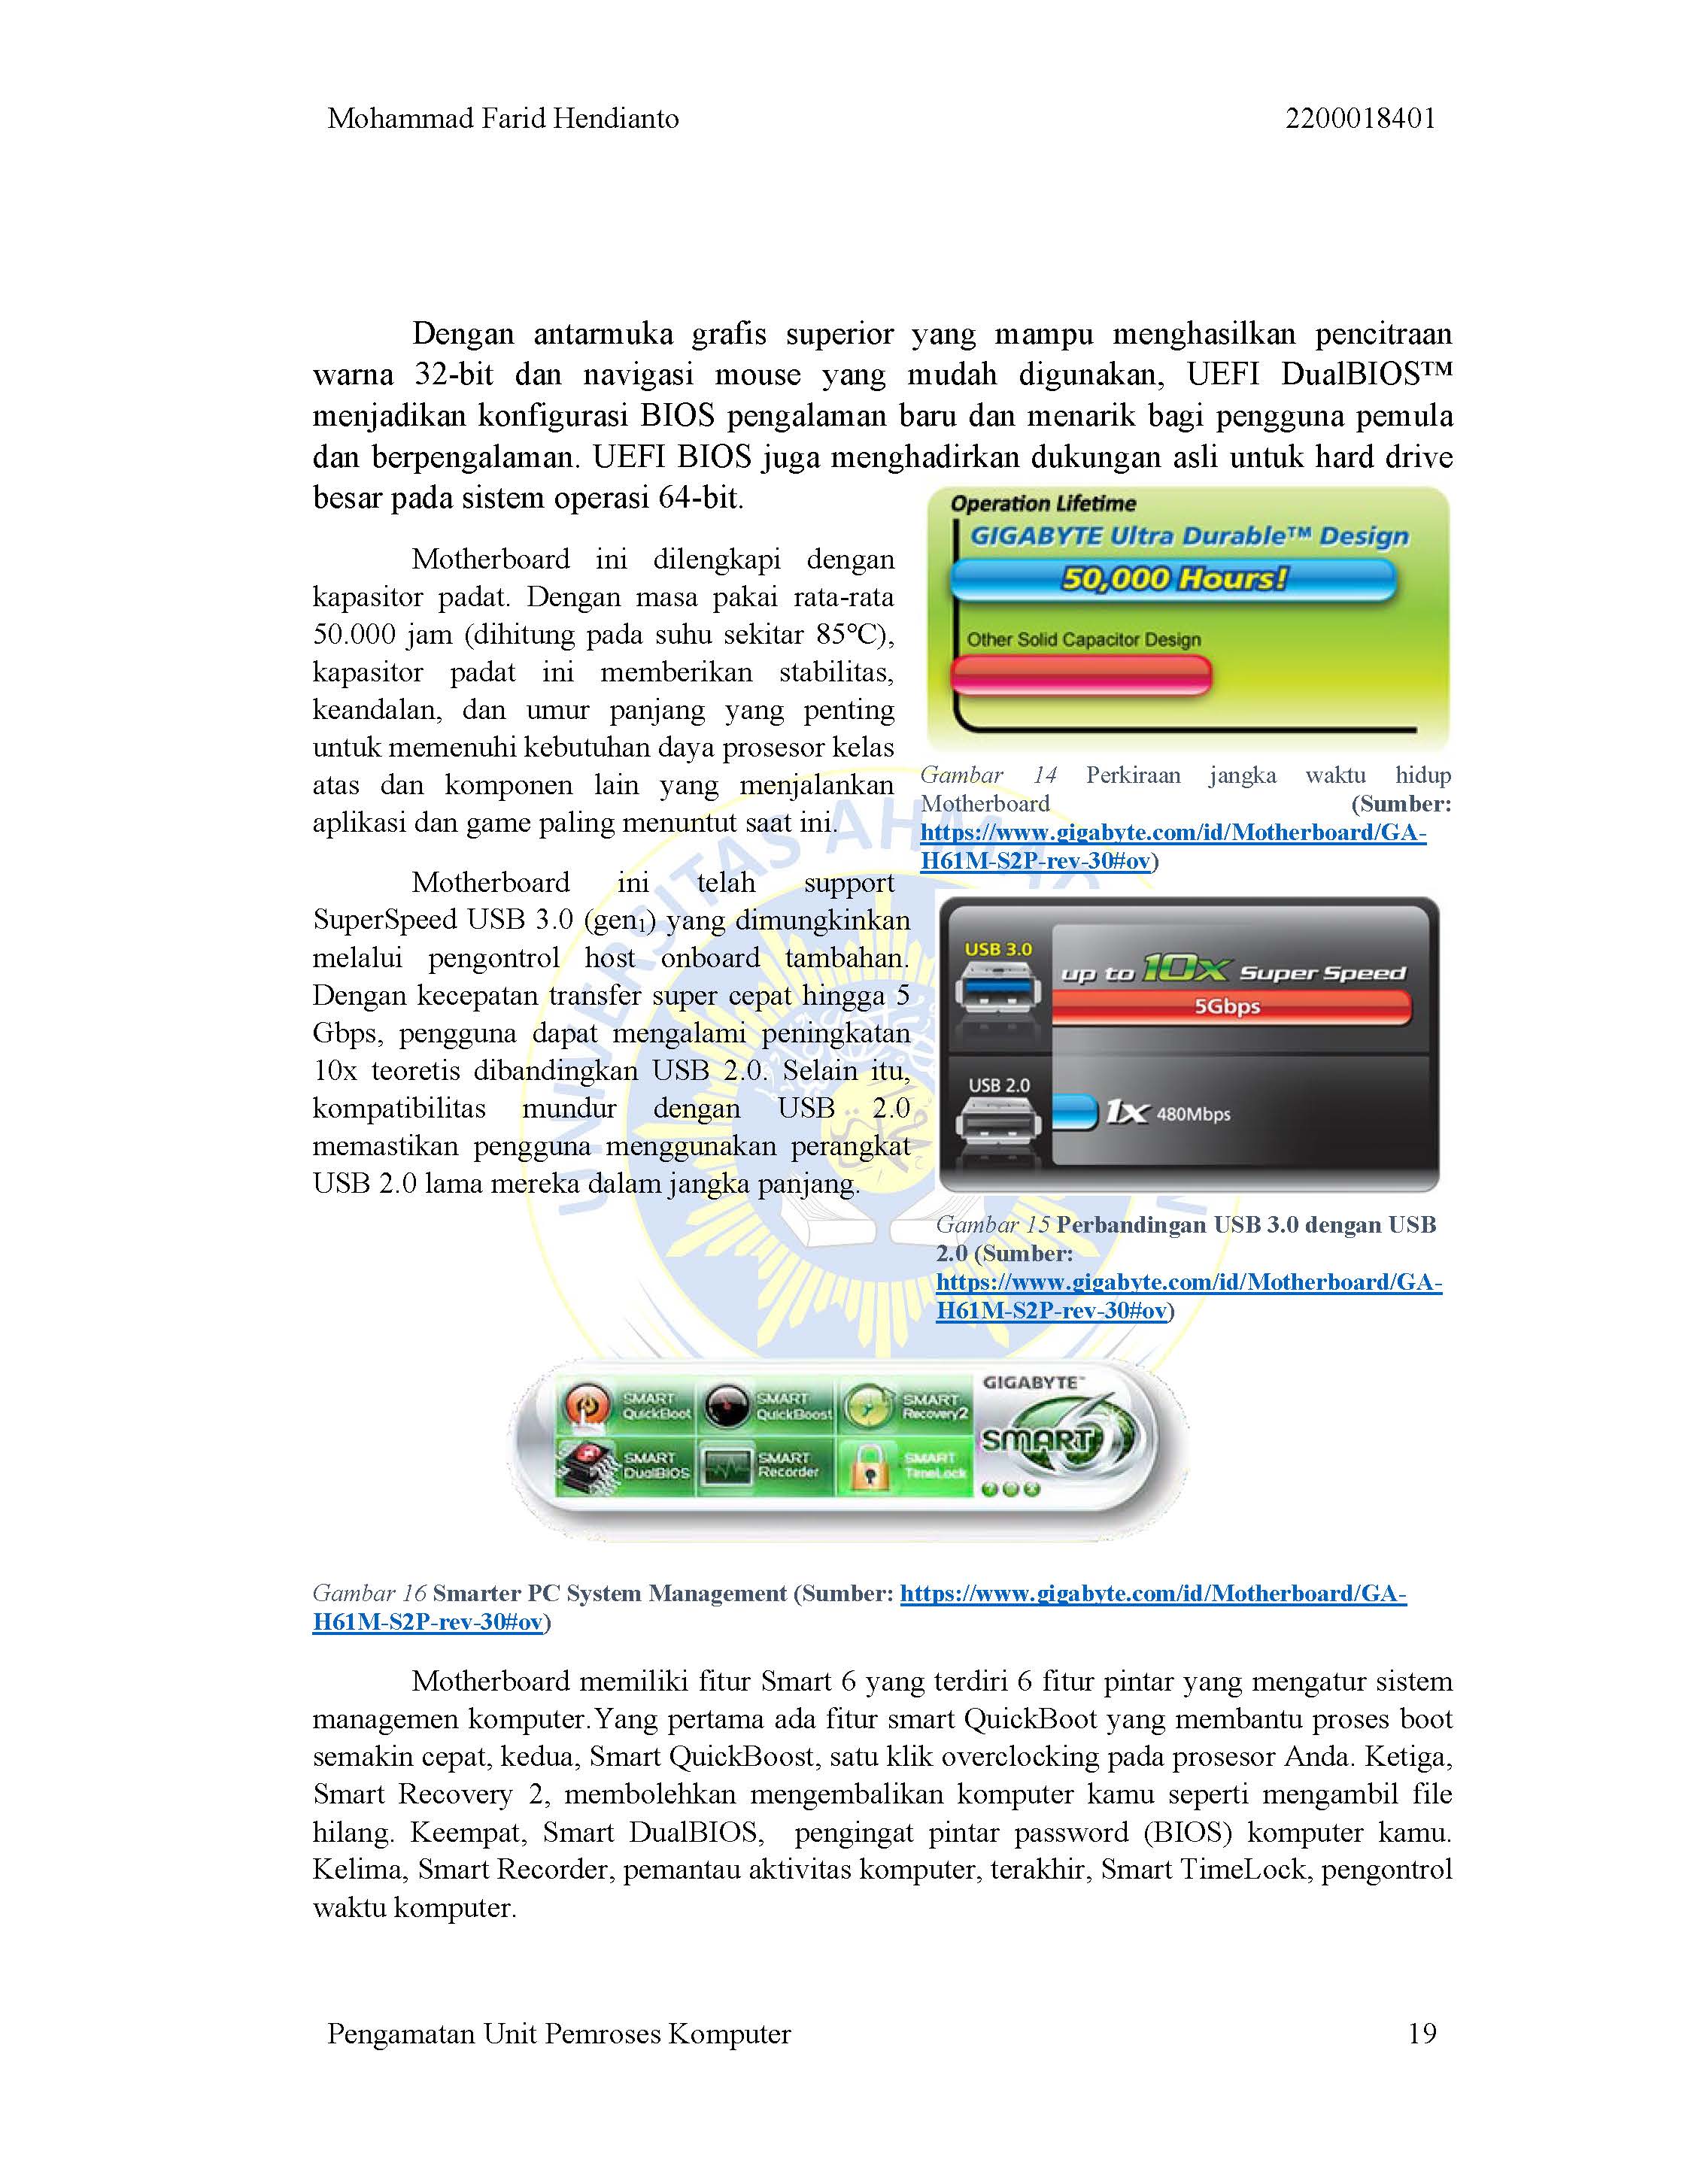 Mohammad Farid Hendianto 2200018401
Dengan antarmuka grafis superior yang mampu menghasilkan pencitraan
warna 32-bit dan navigasi mouse yang mudah digunakan, UEFI DualBIOS™
menjadikan konfigurasi BIOS pengalaman baru dan menarik bagi pengguna pemula
dan berpengalaman. UEFI BIOS juga menghadirkan dukungan asli untuk hard drive
besar pada sistem operasi 64-bit.
Motherboard ini dilengkapi dengan
kapasitor padat. Dengan masa pakai rata-rata
50.000 jam (dihitung pada suhu sekitar 85℃),
kapasitor padat ini memberikan stabilitas,
keandalan, dan umur panjang yang penting
untuk memenuhi kebutuhan daya prosesor kelas
atas dan komponen lain yang menjalankan
aplikasi dan game paling menuntut saat ini.
Operation Lifetime
GIGABYTE Ultra Durable™ Design
50,000 Hours!
Other Solid Capacitor Design
Gambar 14 Perkiraan jangka waktu hidup
Motherboard (Sumber:
https://www.gigabyte.com/id/Motherboard/GA-
H61M-S2P-rev-30#ov)
Motherboard ini telah support
SuperSpeed USB 3.0 (gen1) yang dimungkinkan
melalui pengontrol host onboard tambahan.
Dengan kecepatan transfer super cepat hingga 5
Gbps, pengguna dapat mengalami peningkatan
10x teoretis dibandingkan USB 2.0. Selain itu,
kompatibilitas mundur dengan USB 2.0
memastikan pengguna menggunakan perangkat
USB 2.0 lama mereka dalam jangka panjang.
USB 3.0
up to 10x Super Speed
5Gbps
USB 2.0
1x 480Mbps
Gambar 15 Perbandingan USB 3.0 dengan USB
2.0 (Sumber:
https://www.gigabyte.com/id/Motherboard/GA-
H61M-S2P-rev-30#ov)
UNIVERSITAS AHMAD
SMART QuickBoot
SMART QuickBoost
SMART Recovery2
SMART DualBIOS
SMART Recorder
SMART TimeLock
GIGABYTE™
SMART 6
Gambar 16 Smarter PC System Management (Sumber: https://www.gigabyte.com/id/Motherboard/GA-
H61M-S2P-rev-30#ov)
Motherboard memiliki fitur Smart 6 yang terdiri 6 fitur pintar yang mengatur sistem
managemen komputer.Yang pertama ada fitur smart QuickBoot yang membantu proses boot
semakin cepat, kedua, Smart QuickBoost, satu klik overclocking pada prosesor Anda. Ketiga,
Smart Recovery 2, membolehkan mengembalikan komputer kamu seperti mengambil file
hilang. Keempat, Smart DualBIOS, pengingat pintar password (BIOS) komputer kamu.
Kelima, Smart Recorder, pemantau aktivitas komputer, terakhir, Smart TimeLock, pengontrol
waktu komputer.
Pengamatan Unit Pemroses Komputer 19